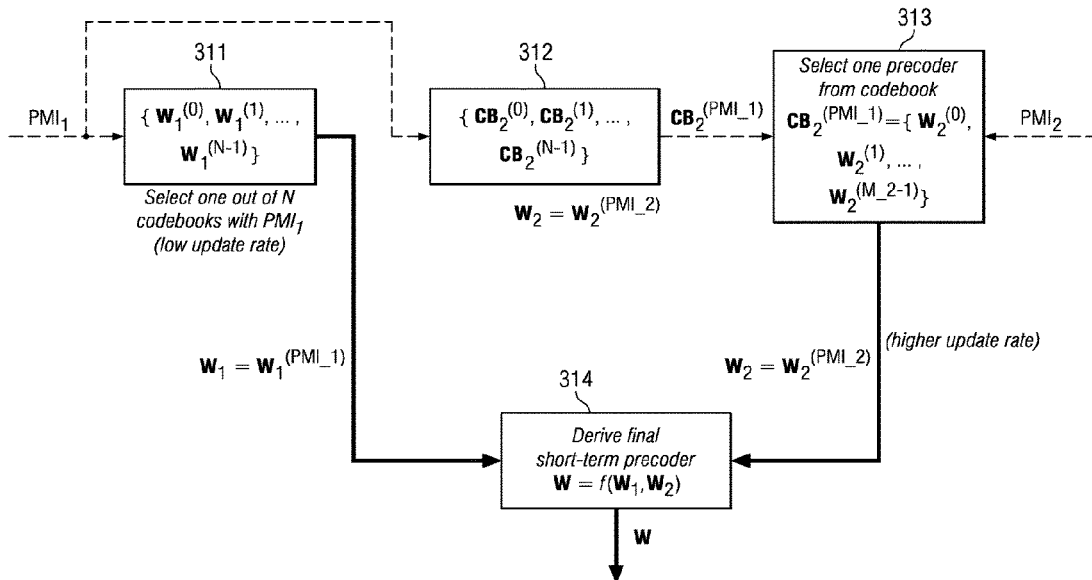 311
312
313
PMI₁
{ W₁⁽⁰⁾, W₁⁽¹⁾, ... ,
W₁⁽ᴺ⁻¹⁾ }
Select one out of N
codebooks with PMI₁
(low update rate)
{ CB₂⁽⁰⁾, CB₂⁽¹⁾, ... ,
CB₂⁽ᴺ⁻¹⁾ }
W₂ = W₂^(PMI_2)
CB₂^(PMI_1)
Select one precoder
from codebook
CB₂^(PMI_1)={ W₂⁽⁰⁾,
W₂⁽¹⁾, ... ,
W₂^(M_2-1) }
PMI₂
W₁ = W₁^(PMI_1)
W₂ = W₂^(PMI_2)
(higher update rate)
314
Derive final
short-term precoder
W = f(W₁,W₂)
W